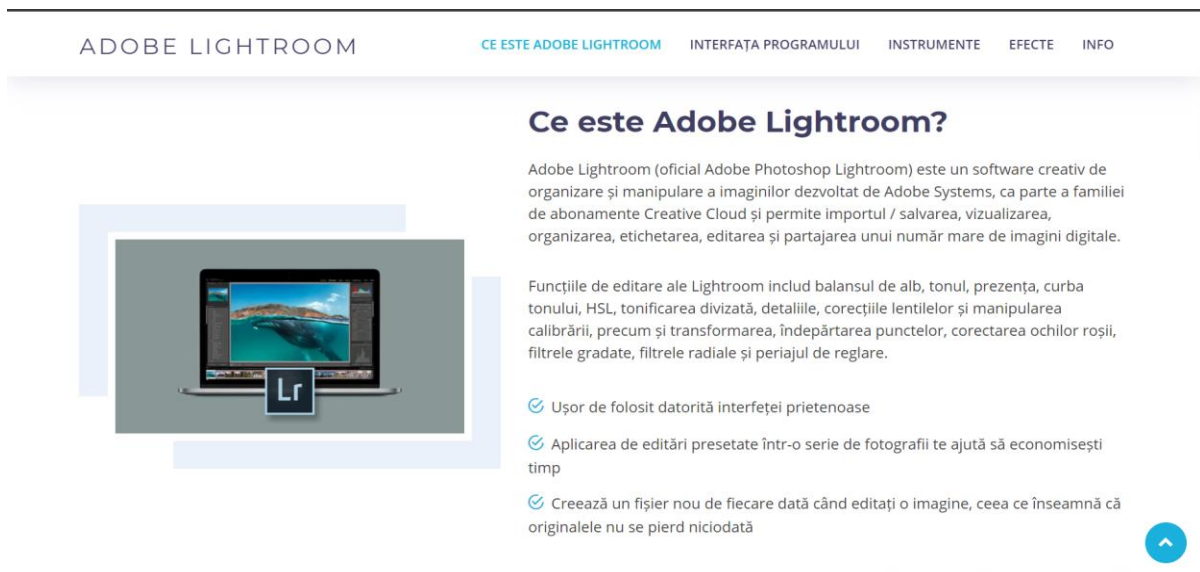 ADOBE LIGHTROOM
CE ESTE ADOBE LIGHTROOM INTERFAȚA PROGRAMULUI INSTRUMENTE EFECTE INFO
Ce este Adobe Lightroom?
Adobe Lightroom (oficial Adobe Photoshop Lightroom) este un software creativ de
organizare și manipulare a imaginilor dezvoltat de Adobe Systems, ca parte a familiei
de abonamente Creative Cloud și permite importul / salvarea, vizualizarea,
organizarea, etichetarea, editarea și partajarea unui număr mare de imagini digitale.
Funcțiile de editare ale Lightroom includ balansul de alb, tonul, prezența, curba
tonului, HSL, tonificarea divizată, detaliile, corecțiile lentilelor și manipularea
calibrării, precum și transformarea, îndepărtarea punctelor, corectarea ochilor roșii,
filtrele gradate, filtrele radiale și periajul de reglare.
Lr
Ușor de folosit datorită interfeței prietenoase
Aplicarea de editări presetate într-o serie de fotografii te ajută să economisești
timp
Creează un fișier nou de fiecare dată când editați o imagine, ceea ce înseamnă că
originalele nu se pierd niciodată